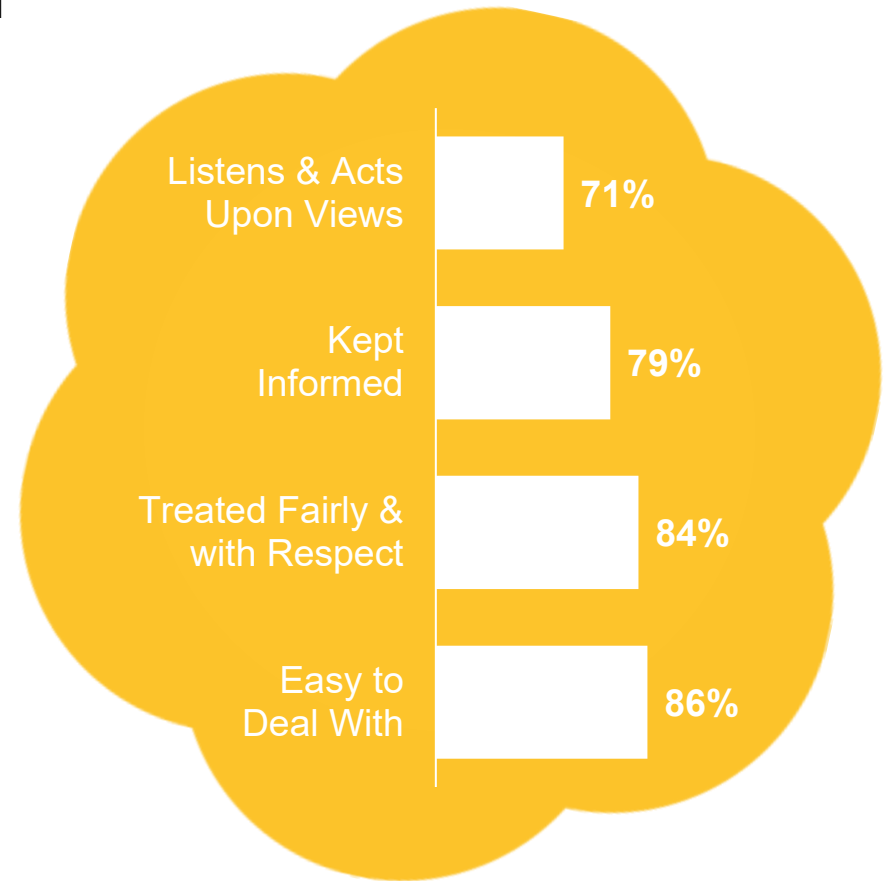 Listens & Acts
Upon Views
71%
Kept
Informed
79%
Treated Fairly &
with Respect
84%
Easy to
Deal With
86%